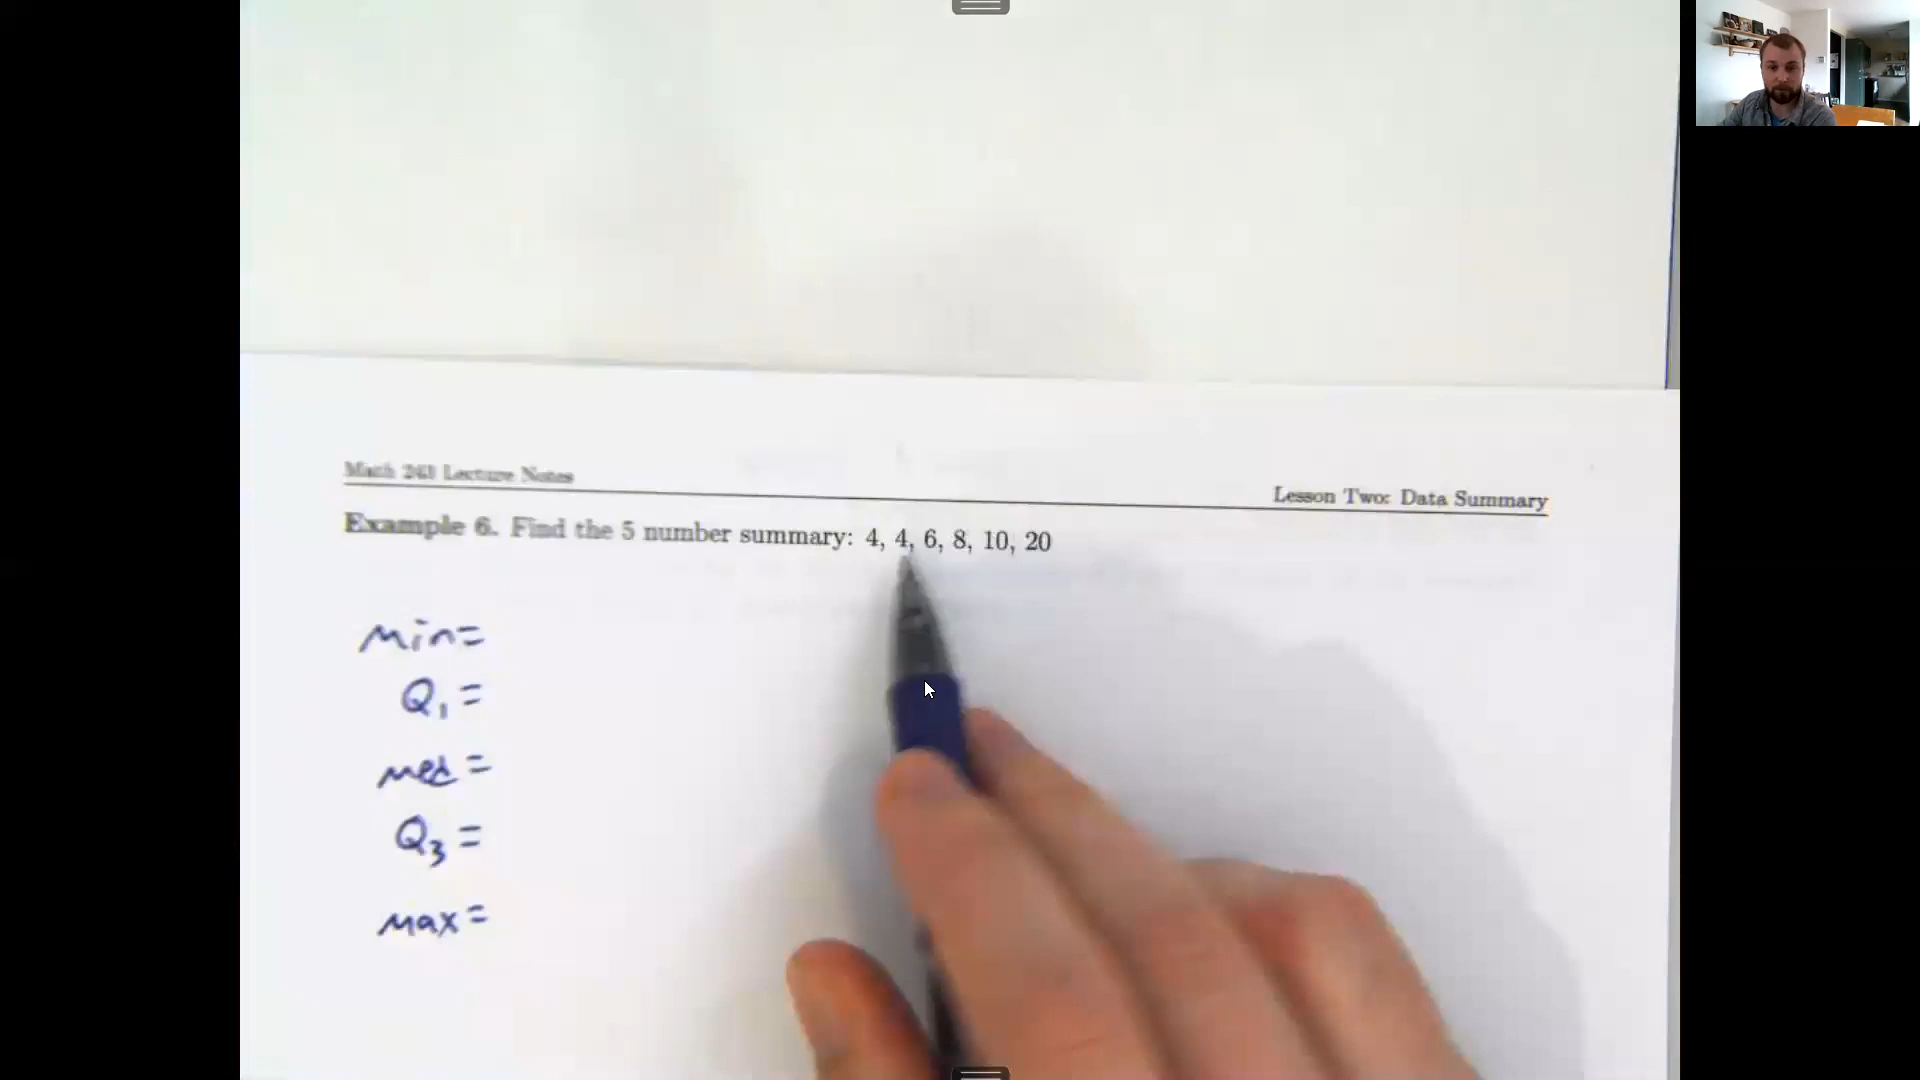 Math 243 Lecture Notes
Lesson Two: Data Summary
Example 6. Find the 5 number summary: 4, 4, 6, 8, 10, 20
min=
Q₁ =
med =
Q₃ =
max=